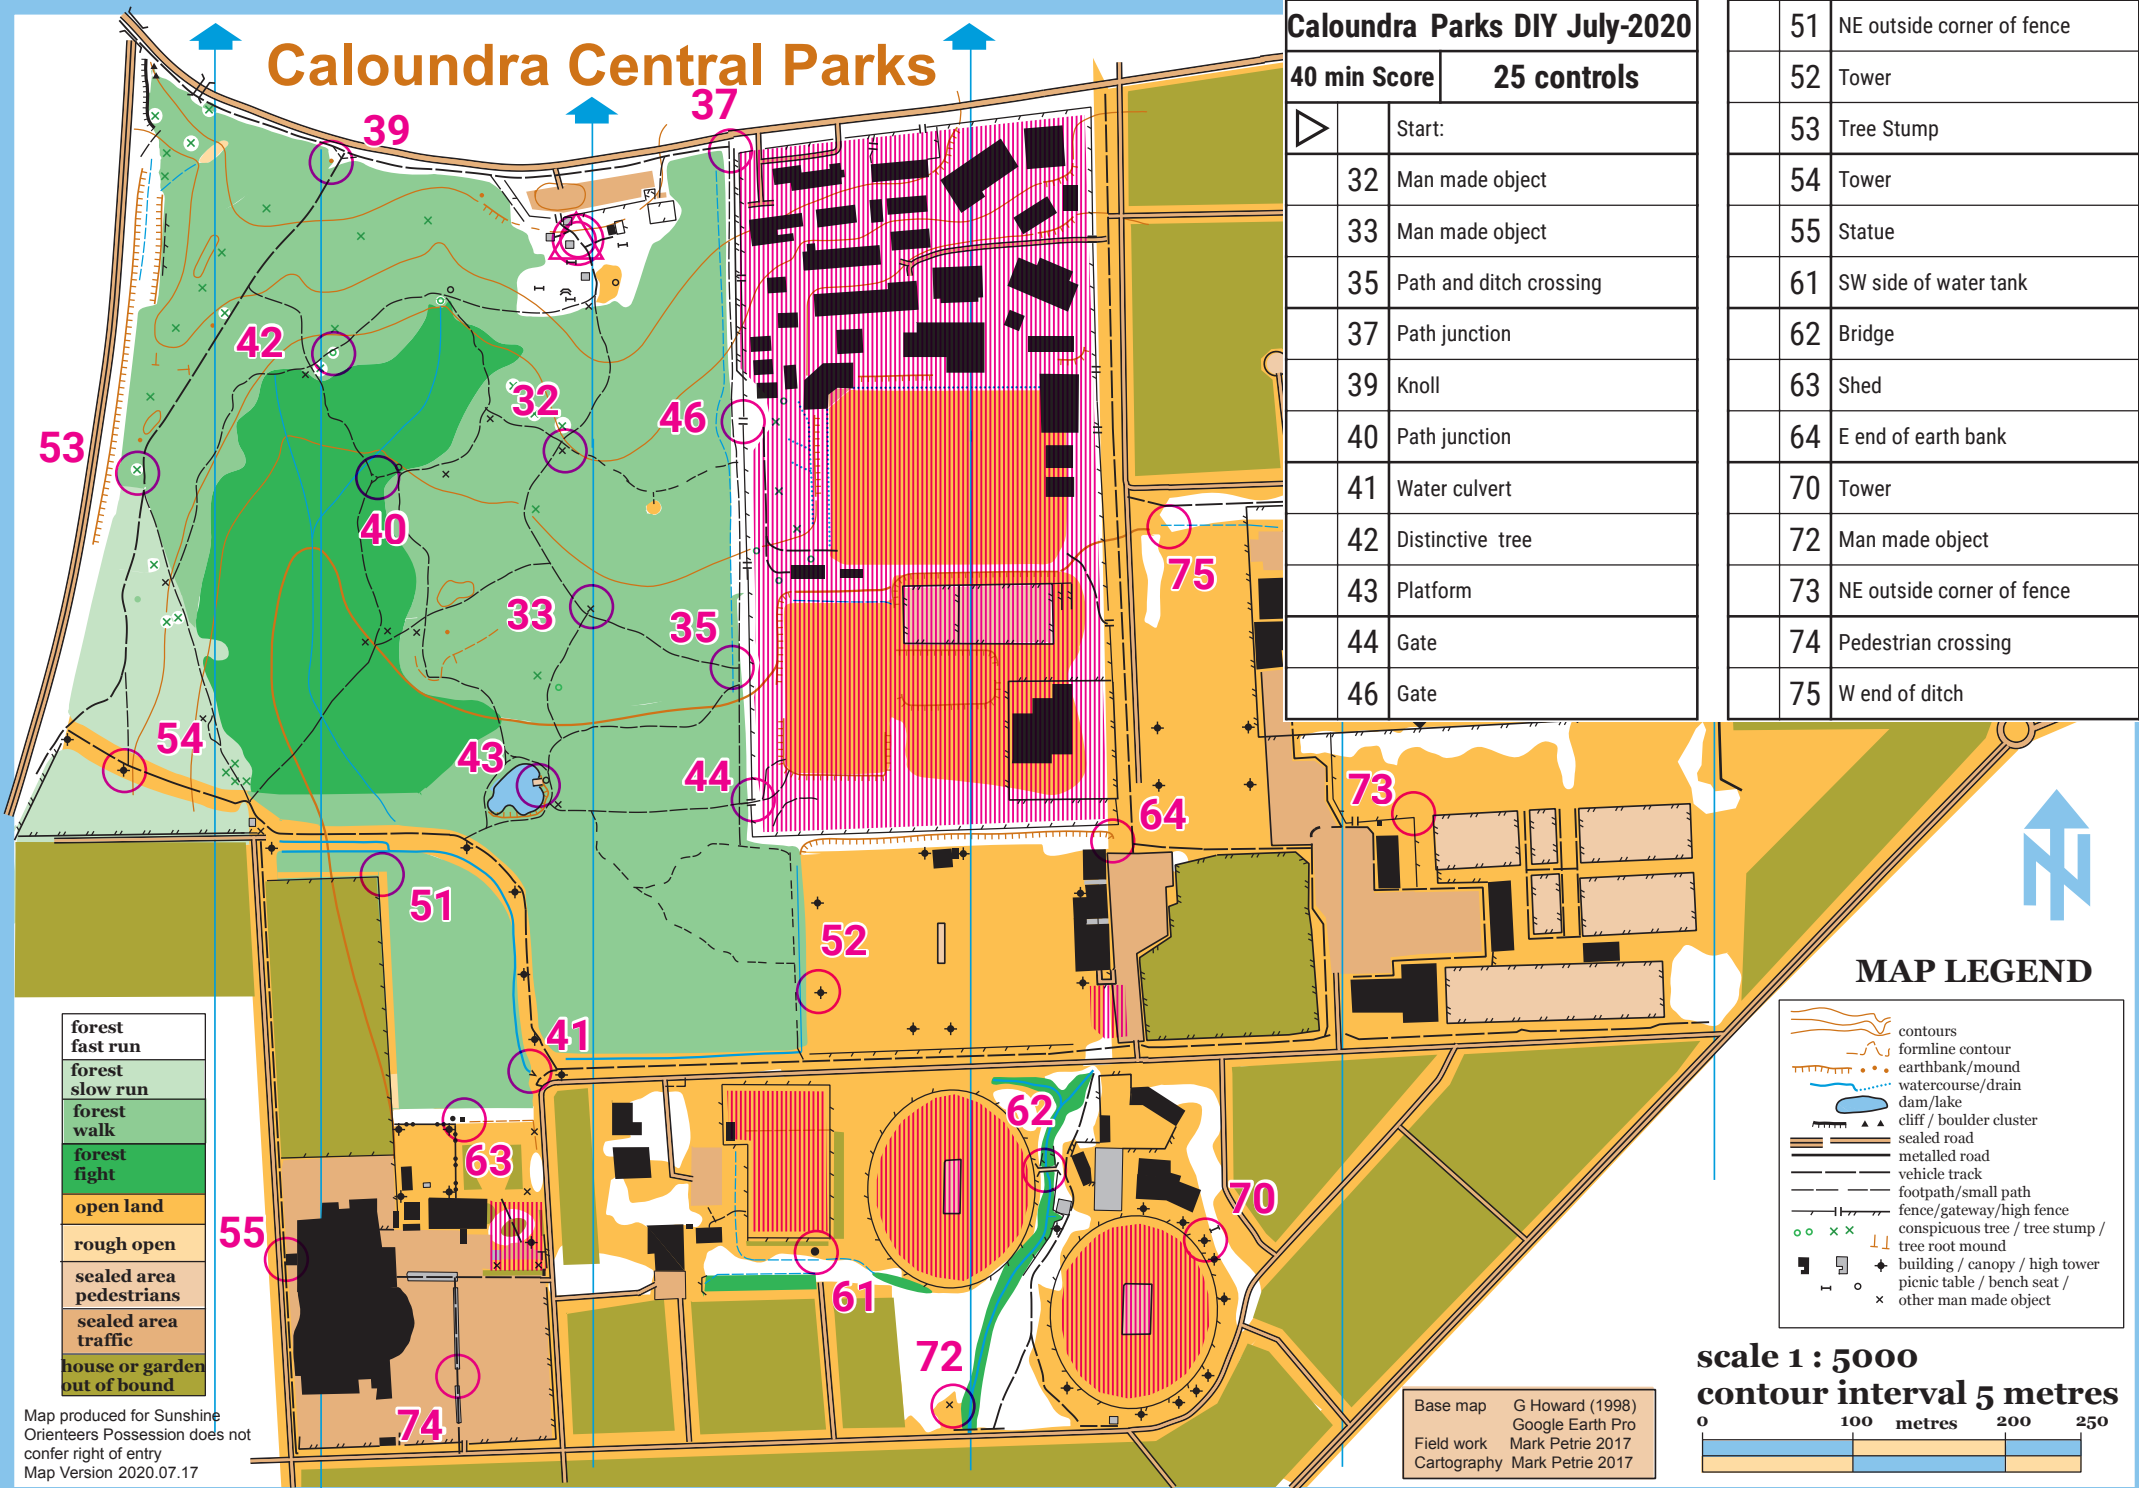 Caloundra Central Parks
Caloundra Parks DIY July-2020
40 min Score 25 controls
Start:
32 Man made object
33 Man made object
35 Path and ditch crossing
37 Path junction
39 Knoll
40 Path junction
41 Water culvert
42 Distinctive tree
43 Platform
44 Gate
46 Gate
51 NE outside corner of fence
52 Tower
53 Tree Stump
54 Tower
55 Statue
61 SW side of water tank
62 Bridge
63 Shed
64 E end of earth bank
70 Tower
72 Man made object
73 NE outside corner of fence
74 Pedestrian crossing
75 W end of ditch
37
39
42
32
46
53
40
75
33
35
54
43
44
73
64
51
52
41
62
63
70
55
61
72
74
MAP LEGEND
contours
formline contour
earthbank/mound
watercourse/drain
dam/lake
cliff / boulder cluster
sealed road
metalled road
vehicle track
footpath/small path
fence/gateway/high fence
conspicuous tree / tree stump /
tree root mound
building / canopy / high tower
picnic table / bench seat /
other man made object
forest
fast run
forest
slow run
forest
walk
forest
fight
open land
rough open
sealed area
pedestrians
sealed area
traffic
house or garden
out of bound
Map produced for Sunshine
Orienteers Possession does not
confer right of entry
Map Version 2020.07.17
Base map G Howard (1998)
Google Earth Pro
Field work Mark Petrie 2017
Cartography Mark Petrie 2017
scale 1 : 5000
contour interval 5 metres
0 100 metres 200 250